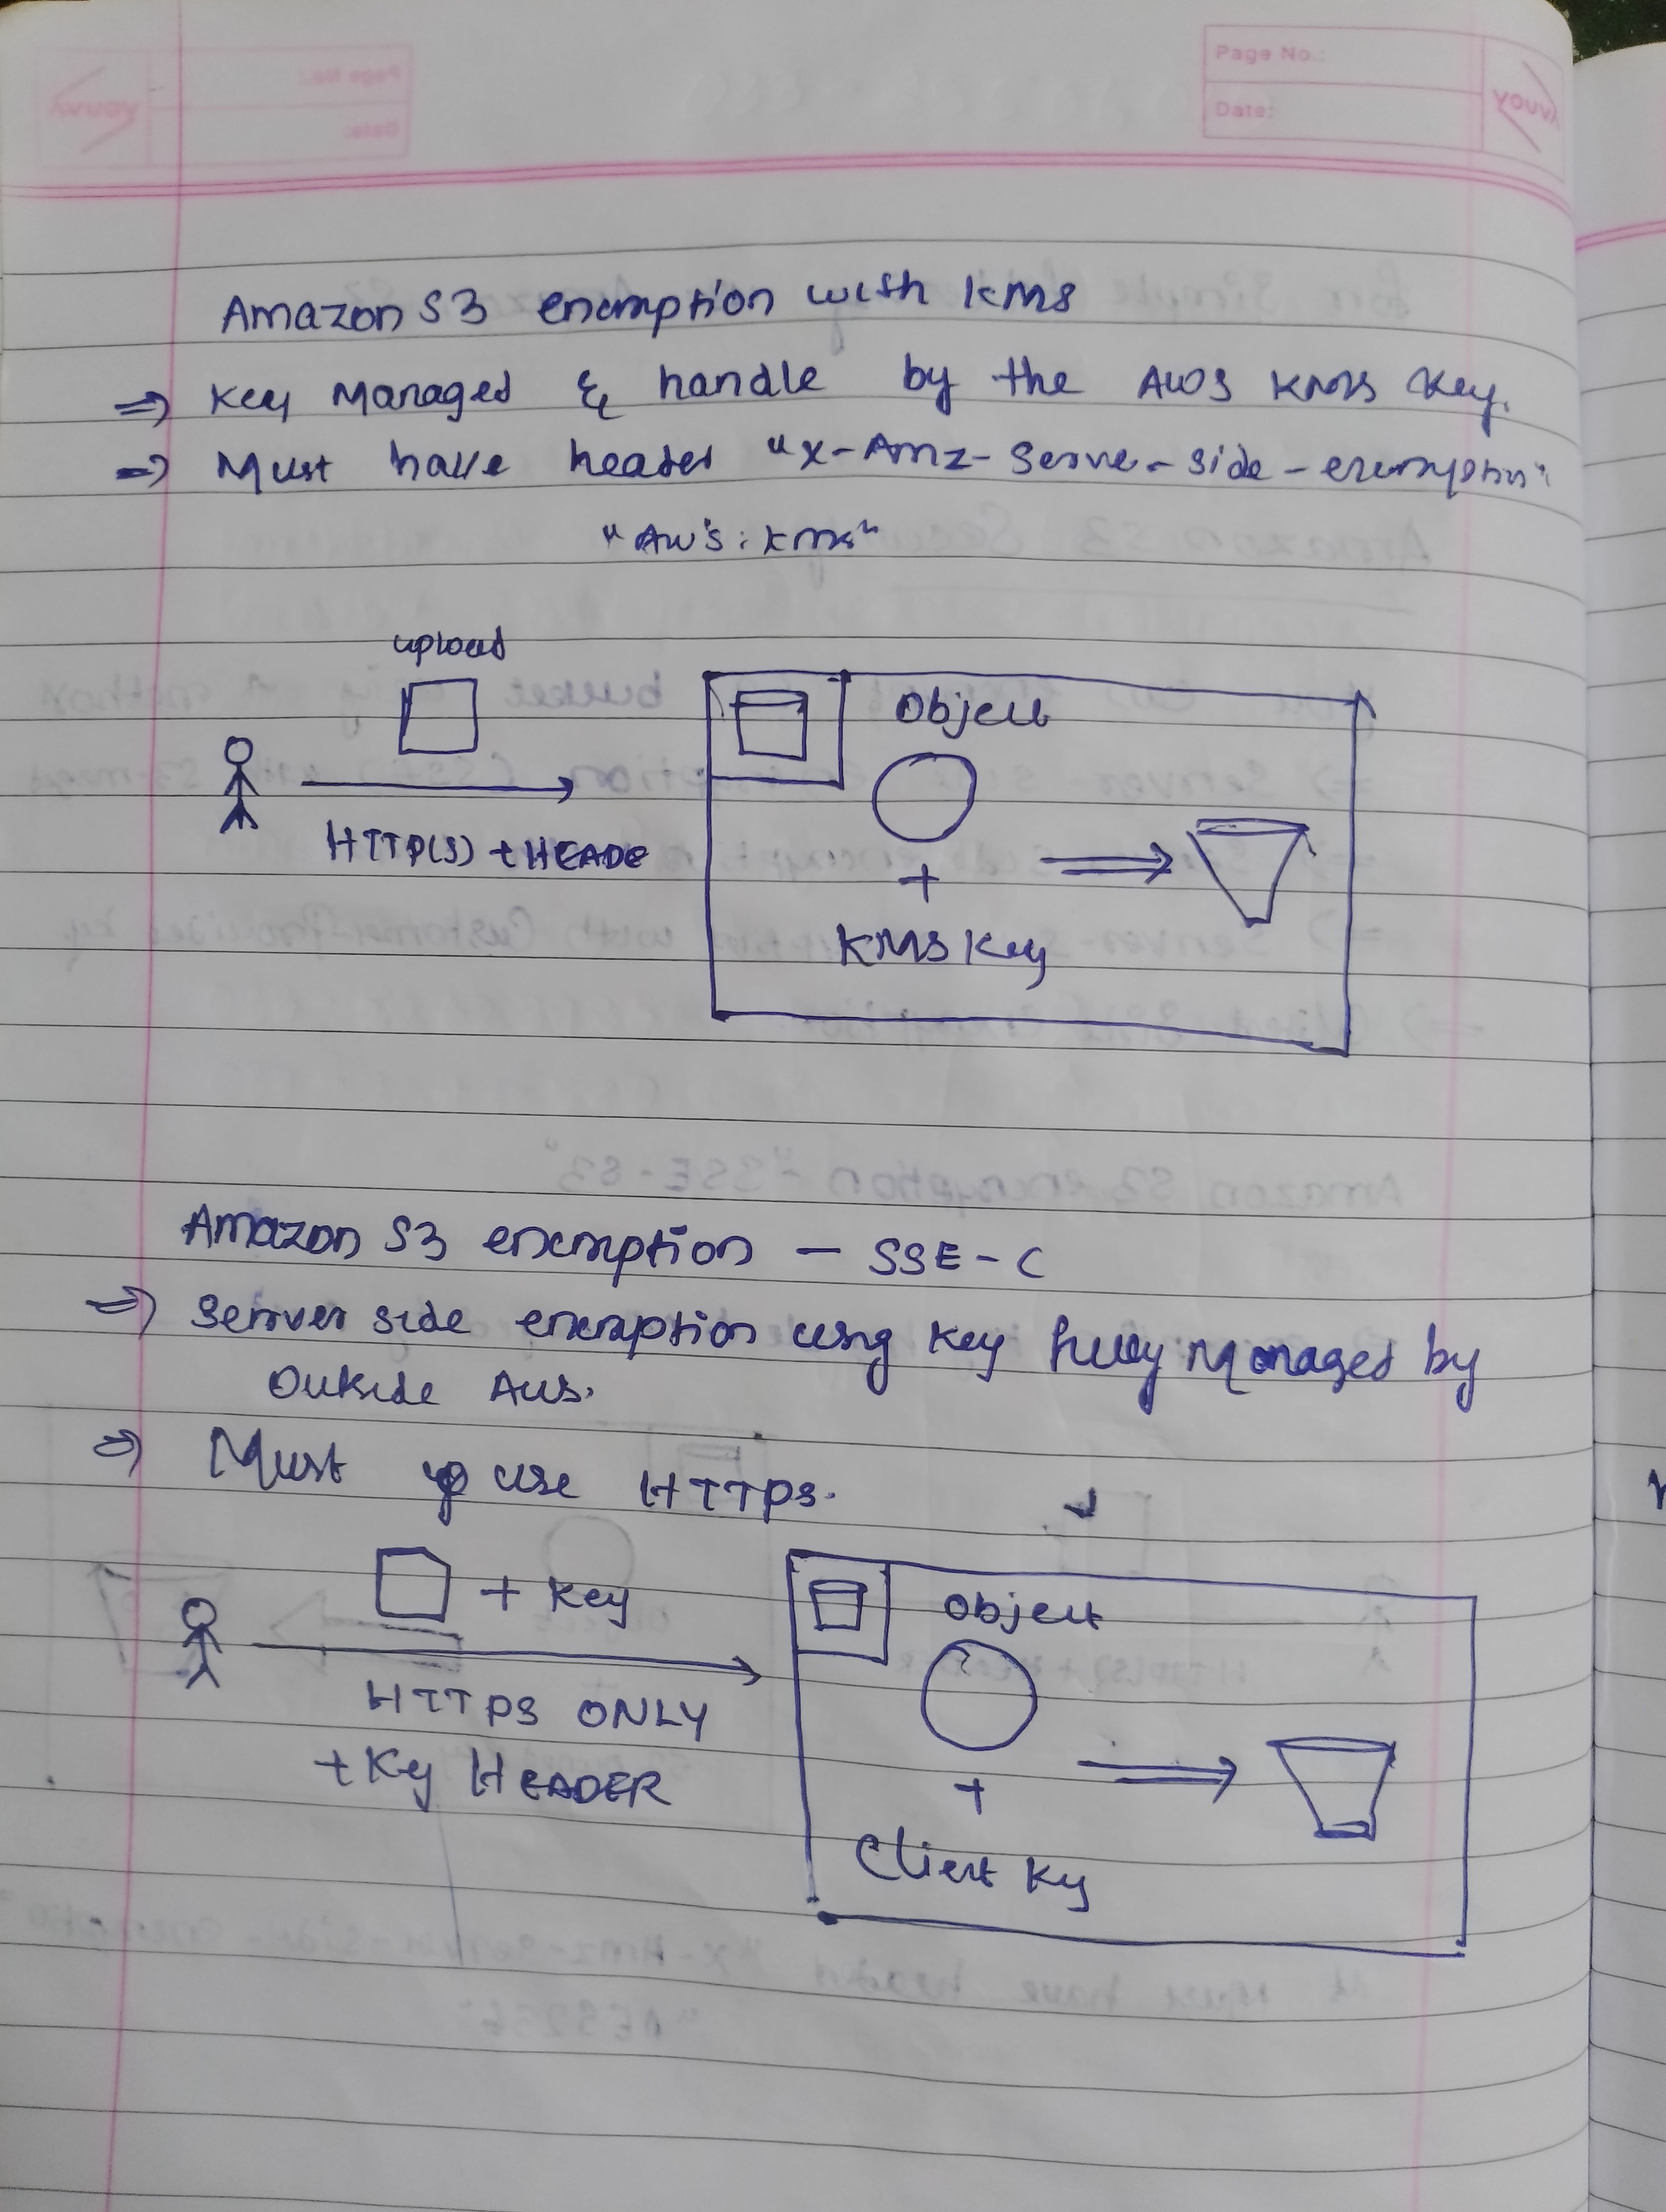 Page No.:
Date:
youvy
Amazon S3 encryption with KMS
⇒ Key Managed & handle by the AWS KMS Key.
⇒ Must have header "x-Amz-Server-side-encryption":
"AWS:kms"
upload
HTTP(S) + HEADE
Object
+
KMS Key
Amazon S3 encryption - SSE-C
⇒ Server side encryption using key fully Managed by
Outside AWS.
⇒ Must use HTTPS.
+ Key
HTTPS ONLY
+ Key HEADER
Object
+
Client Key